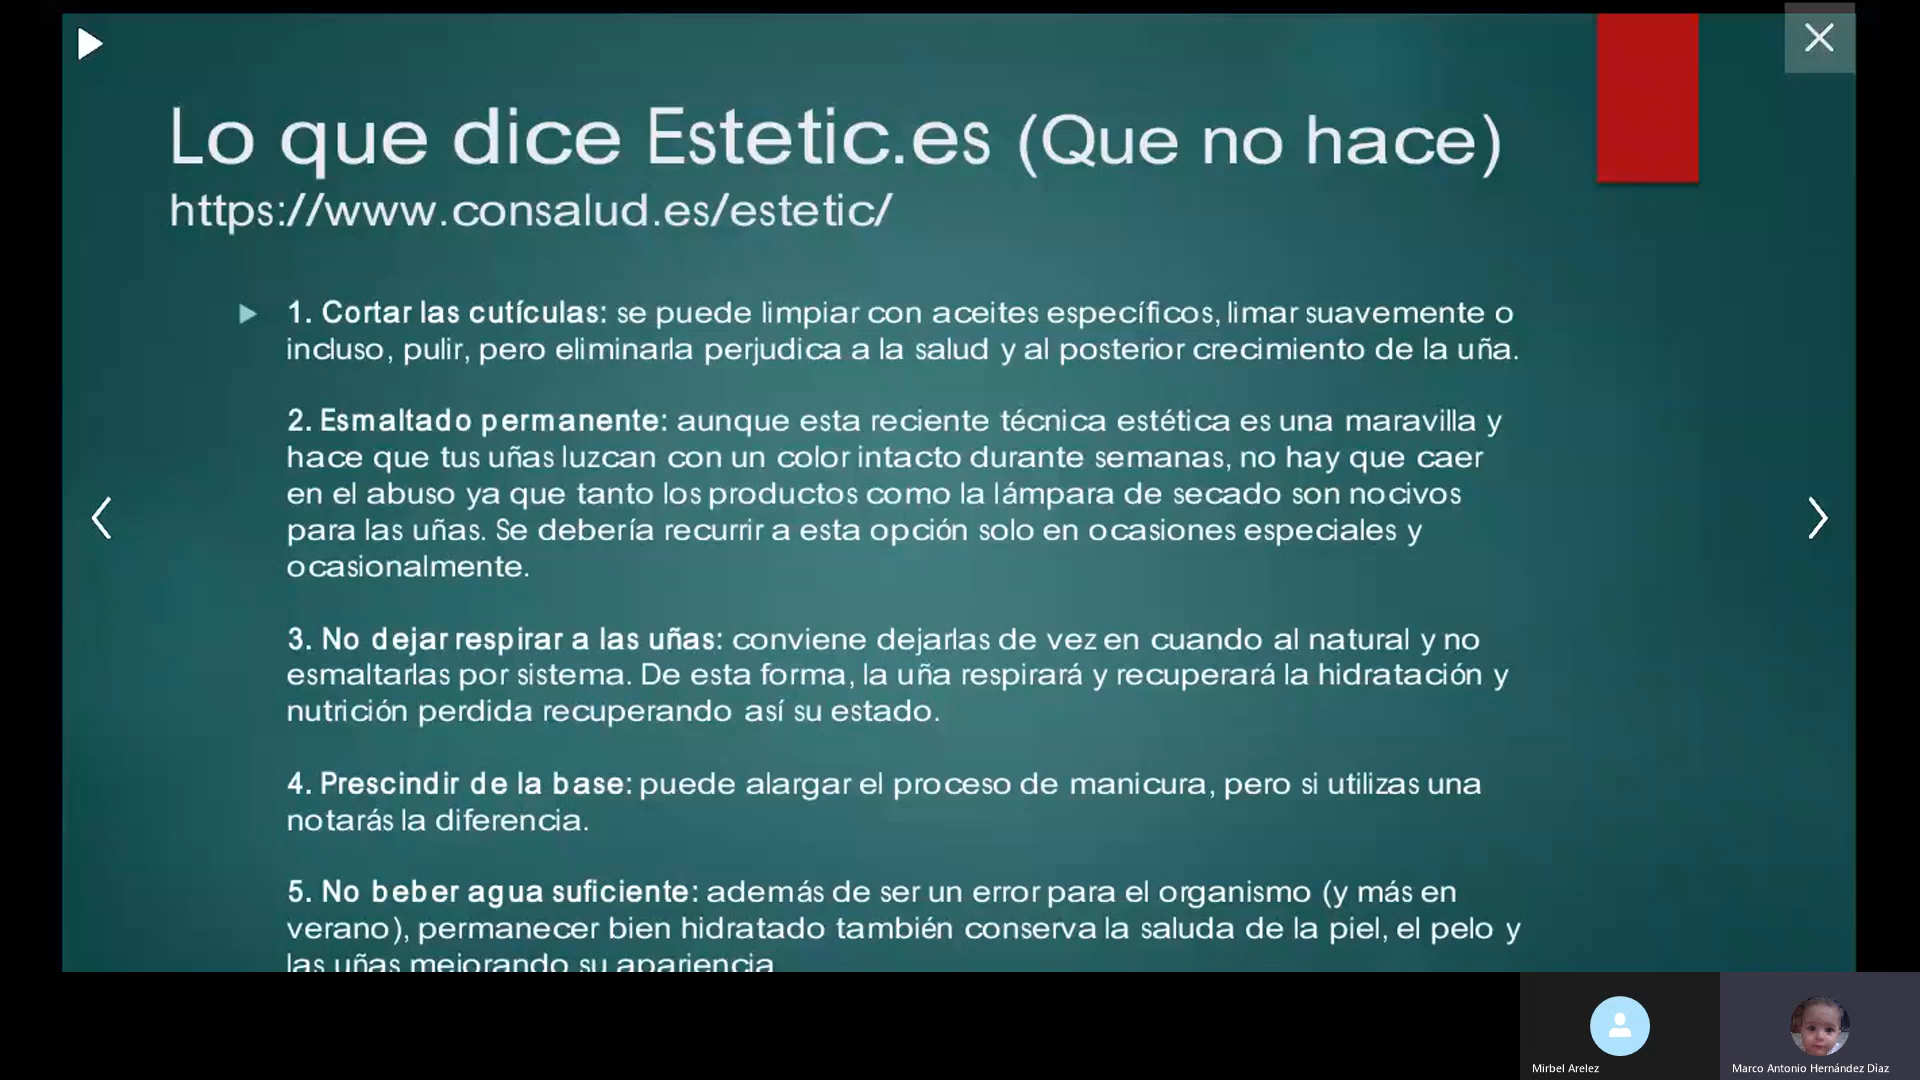 Lo que dice Estetic.es (Que no hace)
https://www.consalud.es/estetic/
1. Cortar las cutículas: se puede limpiar con aceites específicos, limar suavemente o
incluso, pulir, pero eliminarla perjudica a la salud y al posterior crecimiento de la uña.
2. Esmaltado permanente: aunque esta reciente técnica estética es una maravilla y
hace que tus uñas luzcan con un color intacto durante semanas, no hay que caer
en el abuso ya que tanto los productos como la lámpara de secado son nocivos
para las uñas. Se debería recurrir a esta opción solo en ocasiones especiales y
ocasionalmente.
3. No dejar respirar a las uñas: conviene dejarlas de vez en cuando al natural y no
esmaltarlas por sistema. De esta forma, la uña respirará y recuperará la hidratación y
nutrición perdida recuperando así su estado.
4. Prescindir de la base: puede alargar el proceso de manicura, pero si utilizas una
notarás la diferencia.
5. No beber agua suficiente: además de ser un error para el organismo (y más en
verano), permanecer bien hidratado también conserva la saluda de la piel, el pelo y
las uñas mejorando su apariencia
Mirbel Arelez
Marco Antonio Hernández Dìaz